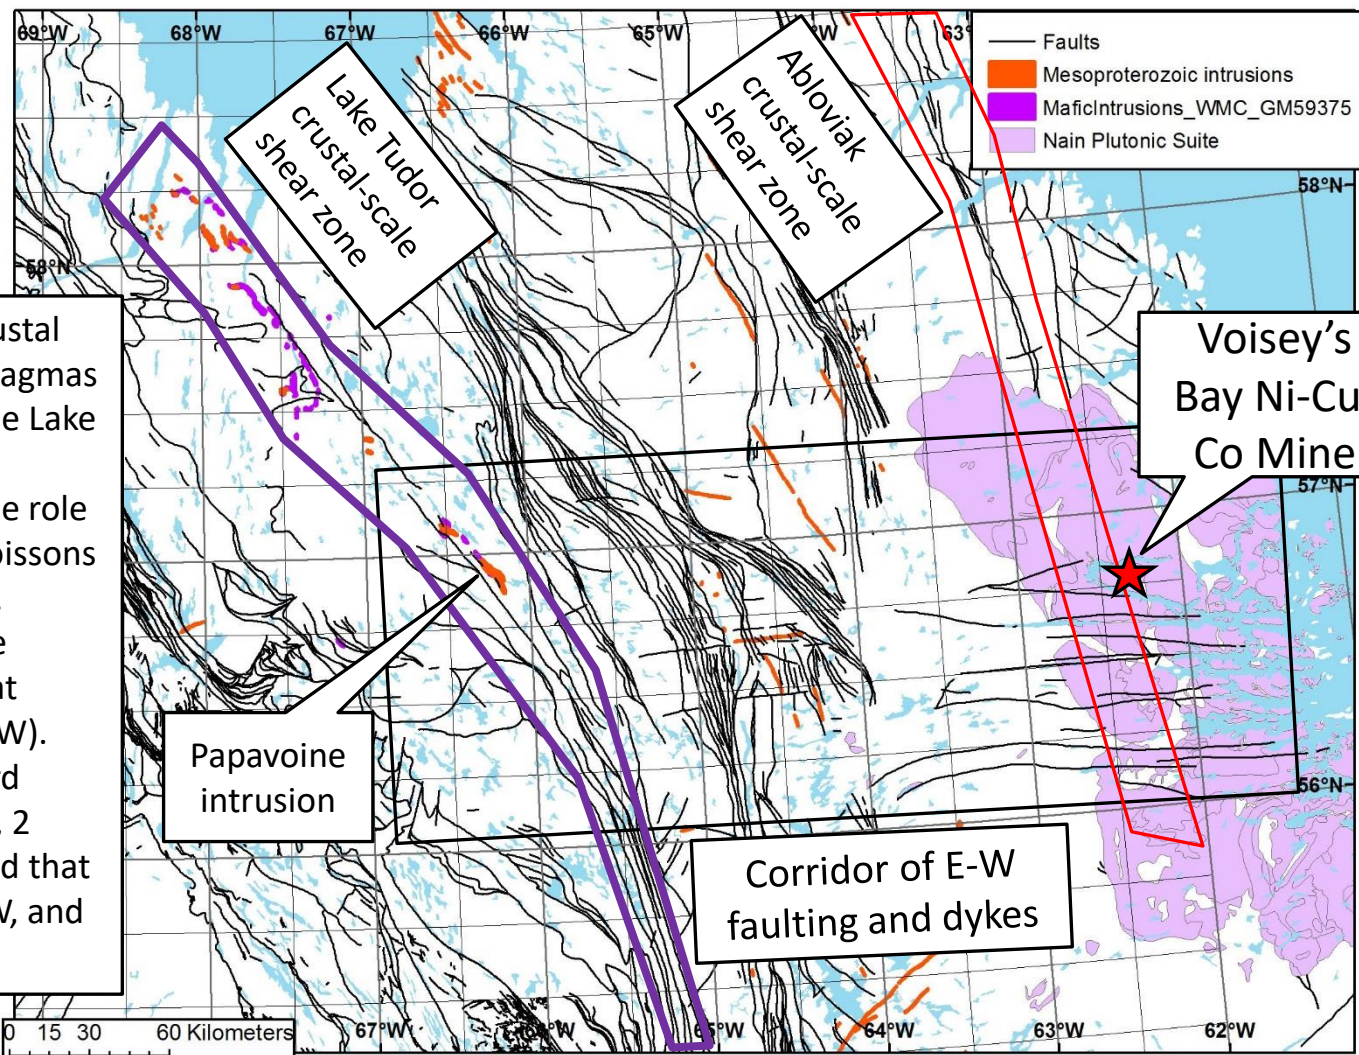 69°W 68°W 67°W 66°W 65°W 63°
Faults
Mesoproterozoic intrusions
MaficIntrusions_WMC_GM59375
Nain Plutonic Suite
Lake Tudor
crustal-scale
shear zone
Abloviak
crustal-scale
shear zone
58°N
58°N
Voisey's
Bay Ni-Cu
Co Mine
57°N
ustal
agmas
e Lake
e role
oissons
e
nt
W).
rd
, 2
d that
W, and
Papavoine
intrusion
56°N
Corridor of E-W
faulting and dykes
0 15 30 60 Kilometers
67°W 65°W 64°W 63°W 62°W